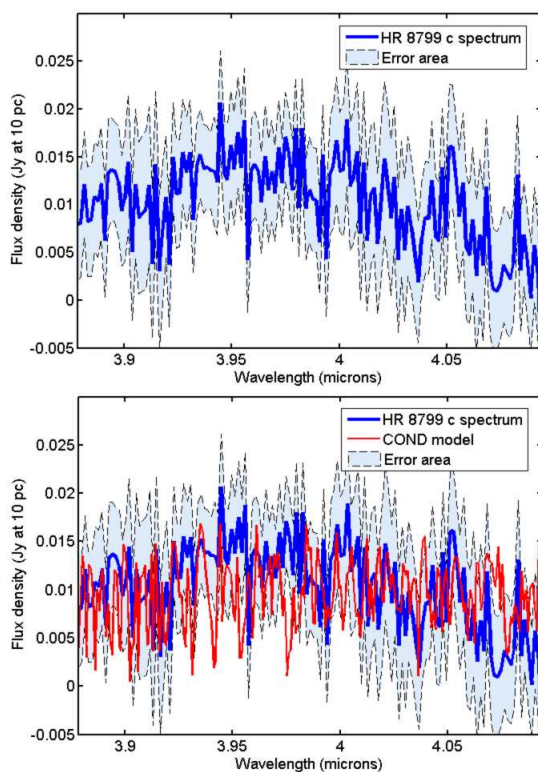 HR 8799 c spectrum
Error area
0.025
0.02
0.015
0.01
0.005
0
-0.005
Flux density (Jy at 10 pc)
3.9
3.95
4
4.05
Wavelength (microns)
HR 8799 c spectrum
COND model
Error area
0.025
0.02
0.015
0.01
0.005
0
-0.005
Flux density (Jy at 10 pc)
3.9
3.95
4
4.05
Wavelength (microns)